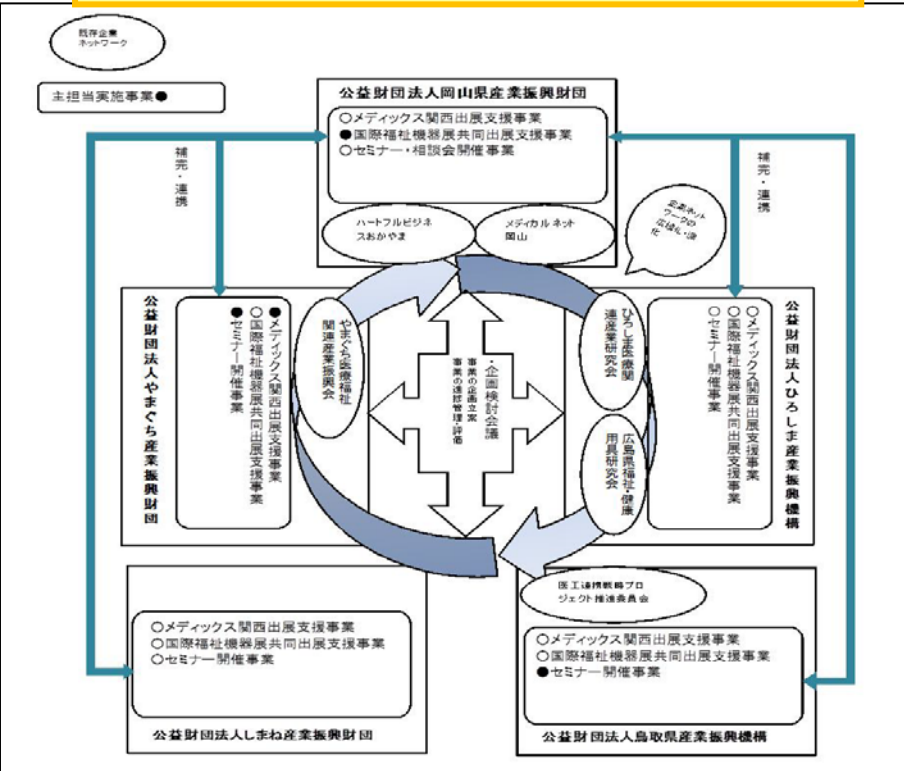 既存企業
ネットワーク
主担当実施事業●
公益財団法人岡山県産業振興財団
○メディックス関西出展支援事業
●国際福祉機器展共同出展支援事業
○セミナー・相談会開催事業
ハートフルビジネ
スおかやま
メディカルネット
岡山
補完・連携
補完・連携
企業ネット
ワークの
広域化・深
化
公益財団法人やまぐち産業振興財団
●メディックス関西出展支援事業
○国際福祉機器展共同出展支援事業
●セミナー開催事業
やまぐち医療福祉
関連産業振興会
・企画検討会議
事業の企画立案
事業の進捗管理・評価
ひろしま医療関
連産業研究会
広島県福祉・健康
用具研究会
○メディックス関西出展支援事業
○国際福祉機器展共同出展支援事業
○セミナー開催事業
公益財団法人ひろしま産業振興機構
○メディックス関西出展支援事業
○国際福祉機器展共同出展支援事業
○セミナー開催事業
公益財団法人しまね産業振興財団
医工連携戦略プロ
ジェクト推進委員会
○メディックス関西出展支援事業
○国際福祉機器展共同出展支援事業
●セミナー開催事業
公益財団法人鳥取県産業振興機構